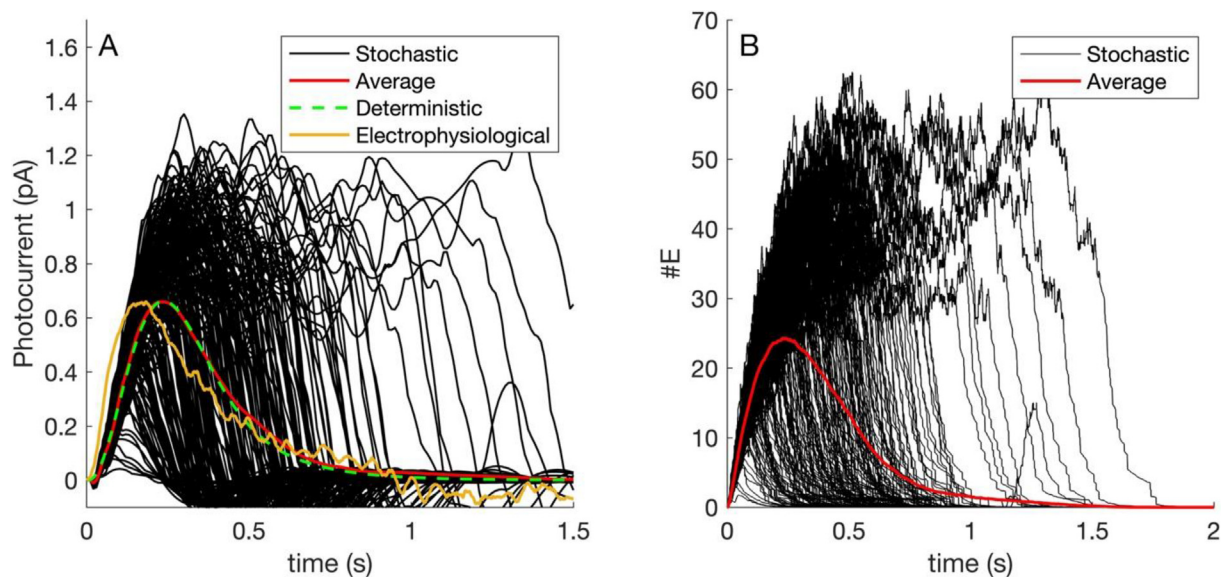 A
Stochastic
Average
Deterministic
Electrophysiological
Photocurrent (pA)
1.6
1.4
1.2
1
0.8
0.6
0.4
0.2
0
0
0.5
1
1.5
time (s)
B
Stochastic
Average
#E
70
60
50
40
30
20
10
0
0
0.5
1
1.5
2
time (s)